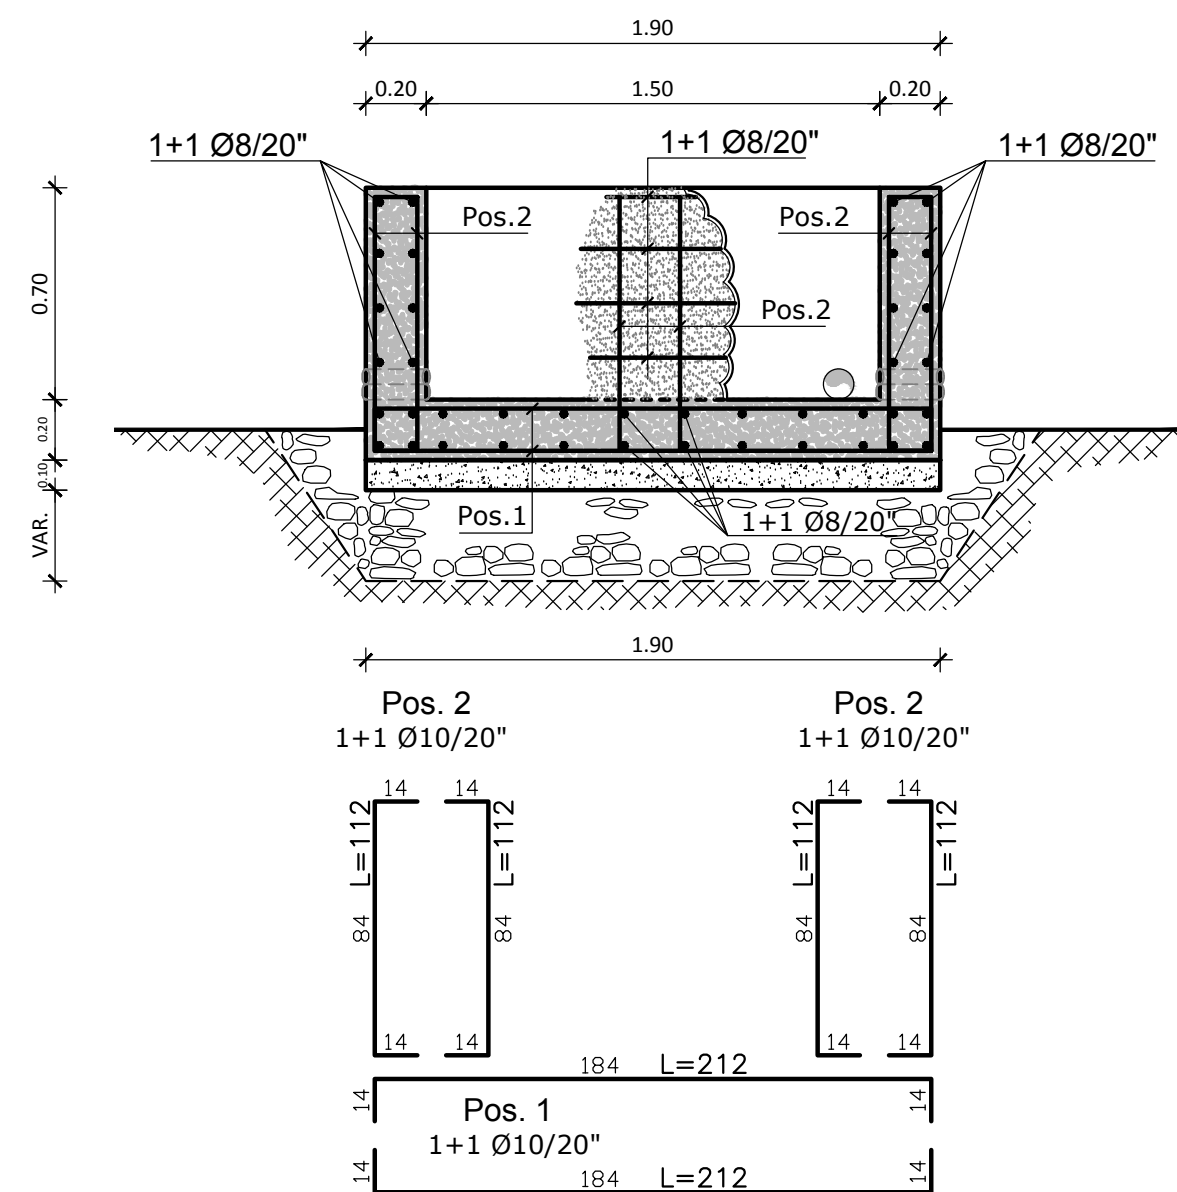 1.90
0.20 1.50 0.20
1+1 Ø8/20" 1+1 Ø8/20" 1+1 Ø8/20"
Pos.2 Pos.2
0.70
Pos.2
0.20
0.10
VAR.
Pos.1 1+1 Ø8/20"
1.90
Pos. 2 Pos. 2
1+1 Ø10/20" 1+1 Ø10/20"
14 14 14 14
L=112 L=112 L=112 L=112
84 84 84 84
14 14 14 14
184 L=212
14 14
Pos. 1
1+1 Ø10/20"
14 184 L=212 14